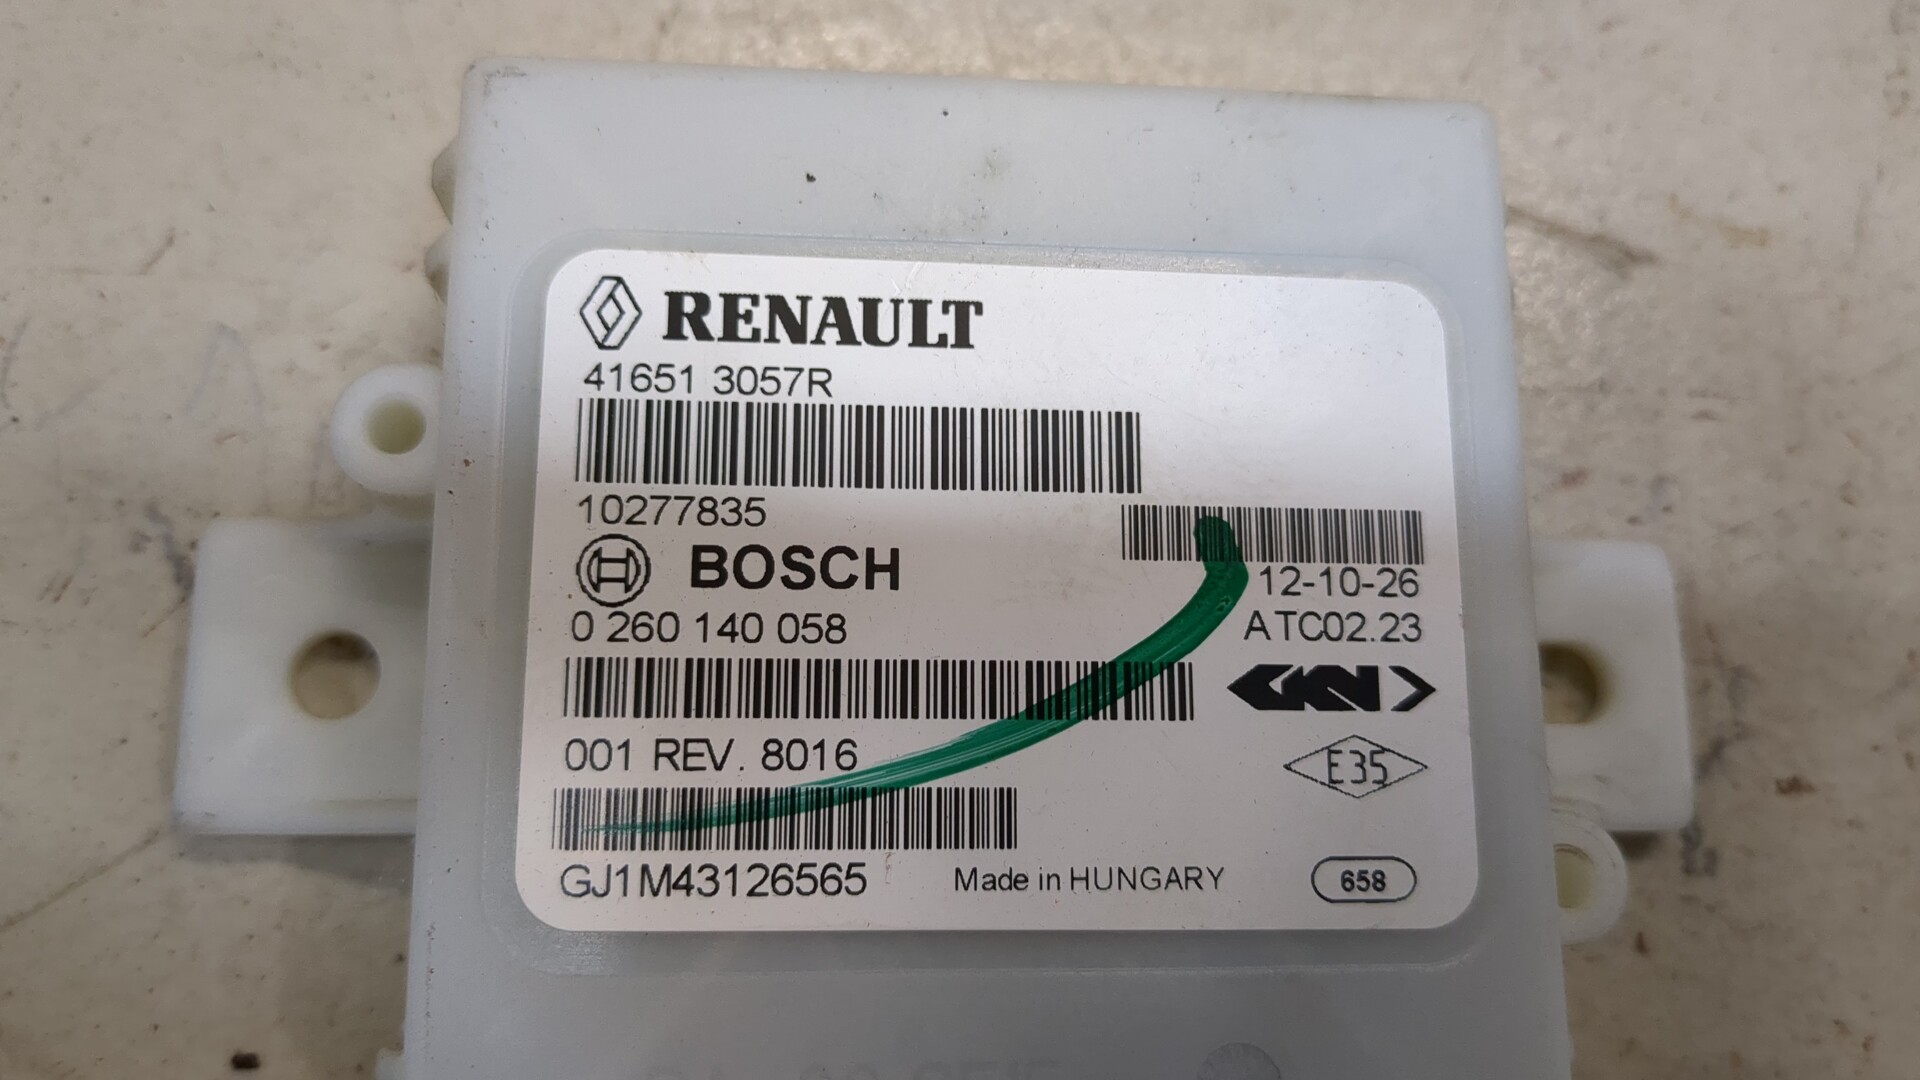 RENAULT
41651 3057R
10277835
BOSCH
12-10-26
0 260 140 058
ATC02.23
GKN
001 REV. 8016
E35
GJ1M43126565
Made in HUNGARY
658